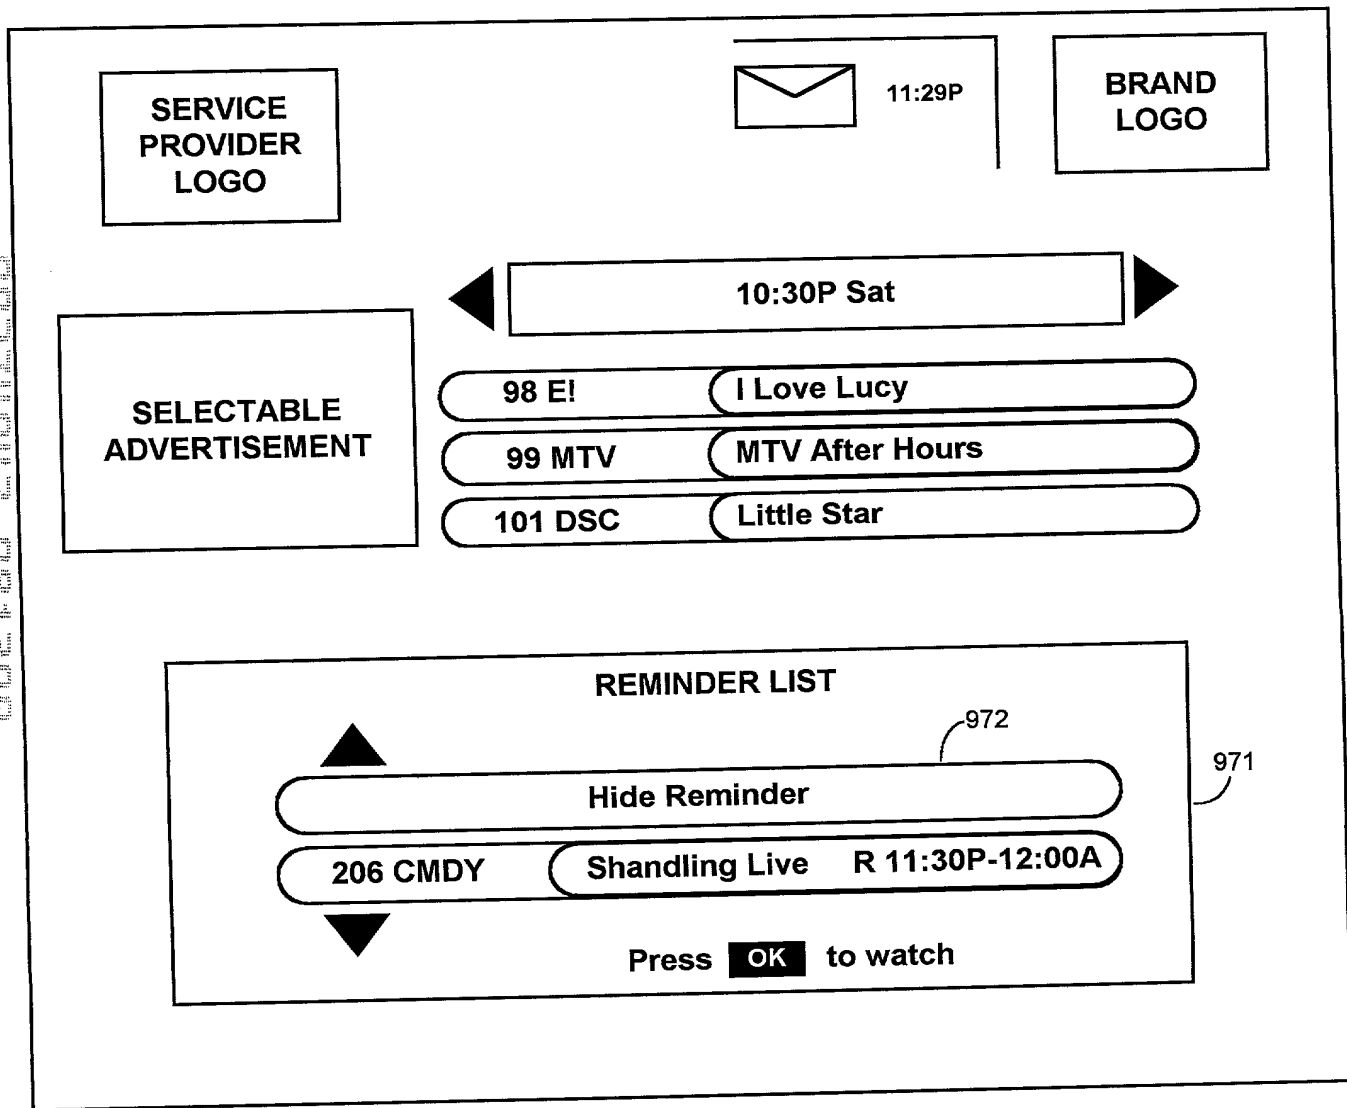 SERVICE
PROVIDER
LOGO
11:29P
BRAND
LOGO
10:30P Sat
SELECTABLE
ADVERTISEMENT
98 E! I Love Lucy
99 MTV MTV After Hours
101 DSC Little Star
REMINDER LIST
972
971
Hide Reminder
206 CMDY Shandling Live R 11:30P-12:00A
Press OK to watch